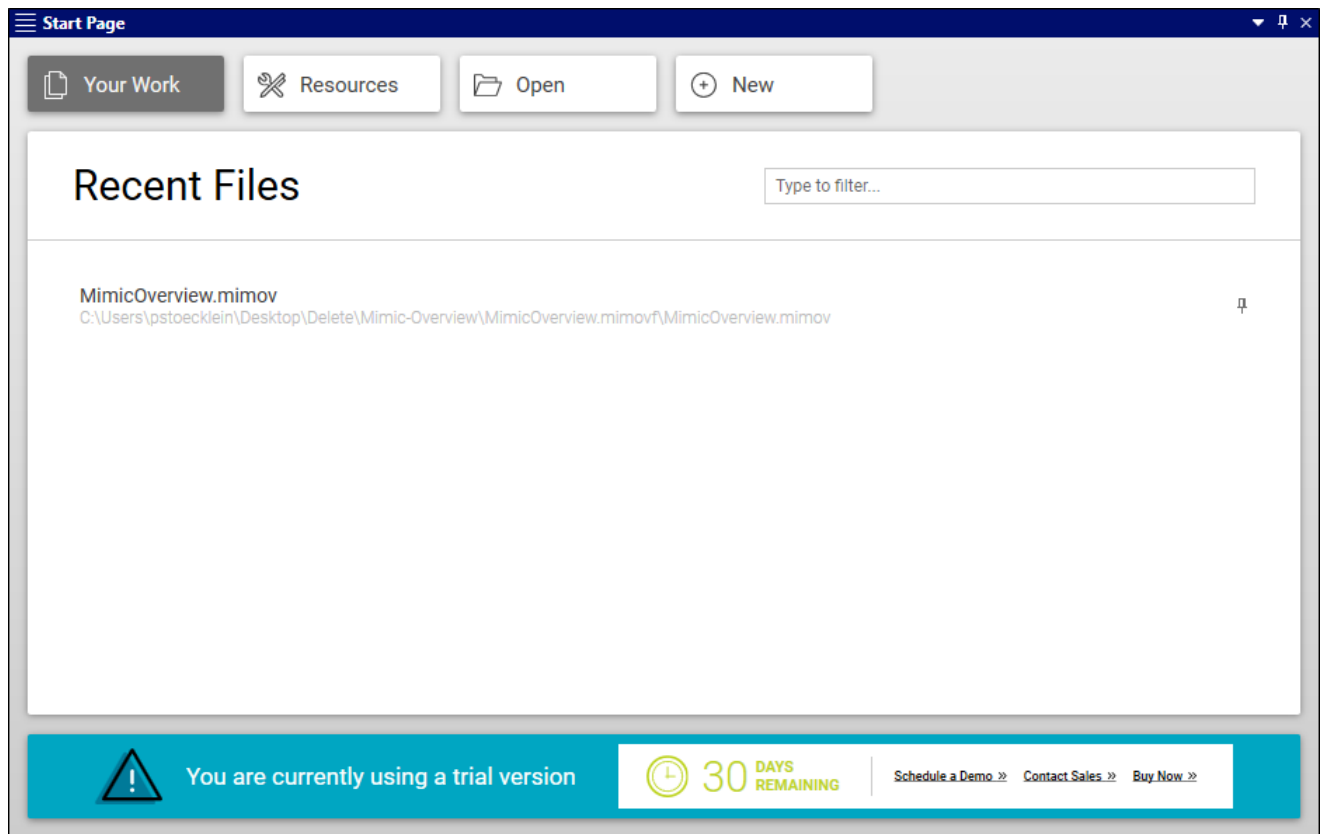 Start Page
Your Work
Resources
Open
New
Recent Files
Type to filter...
MimicOverview.mimov
C:\Users\pstoecklein\Desktop\Delete\Mimic-Overview\MimicOverview.mimovf\MimicOverview.mimov
You are currently using a trial version
30 DAYS REMAINING
Schedule a Demo »
Contact Sales »
Buy Now »